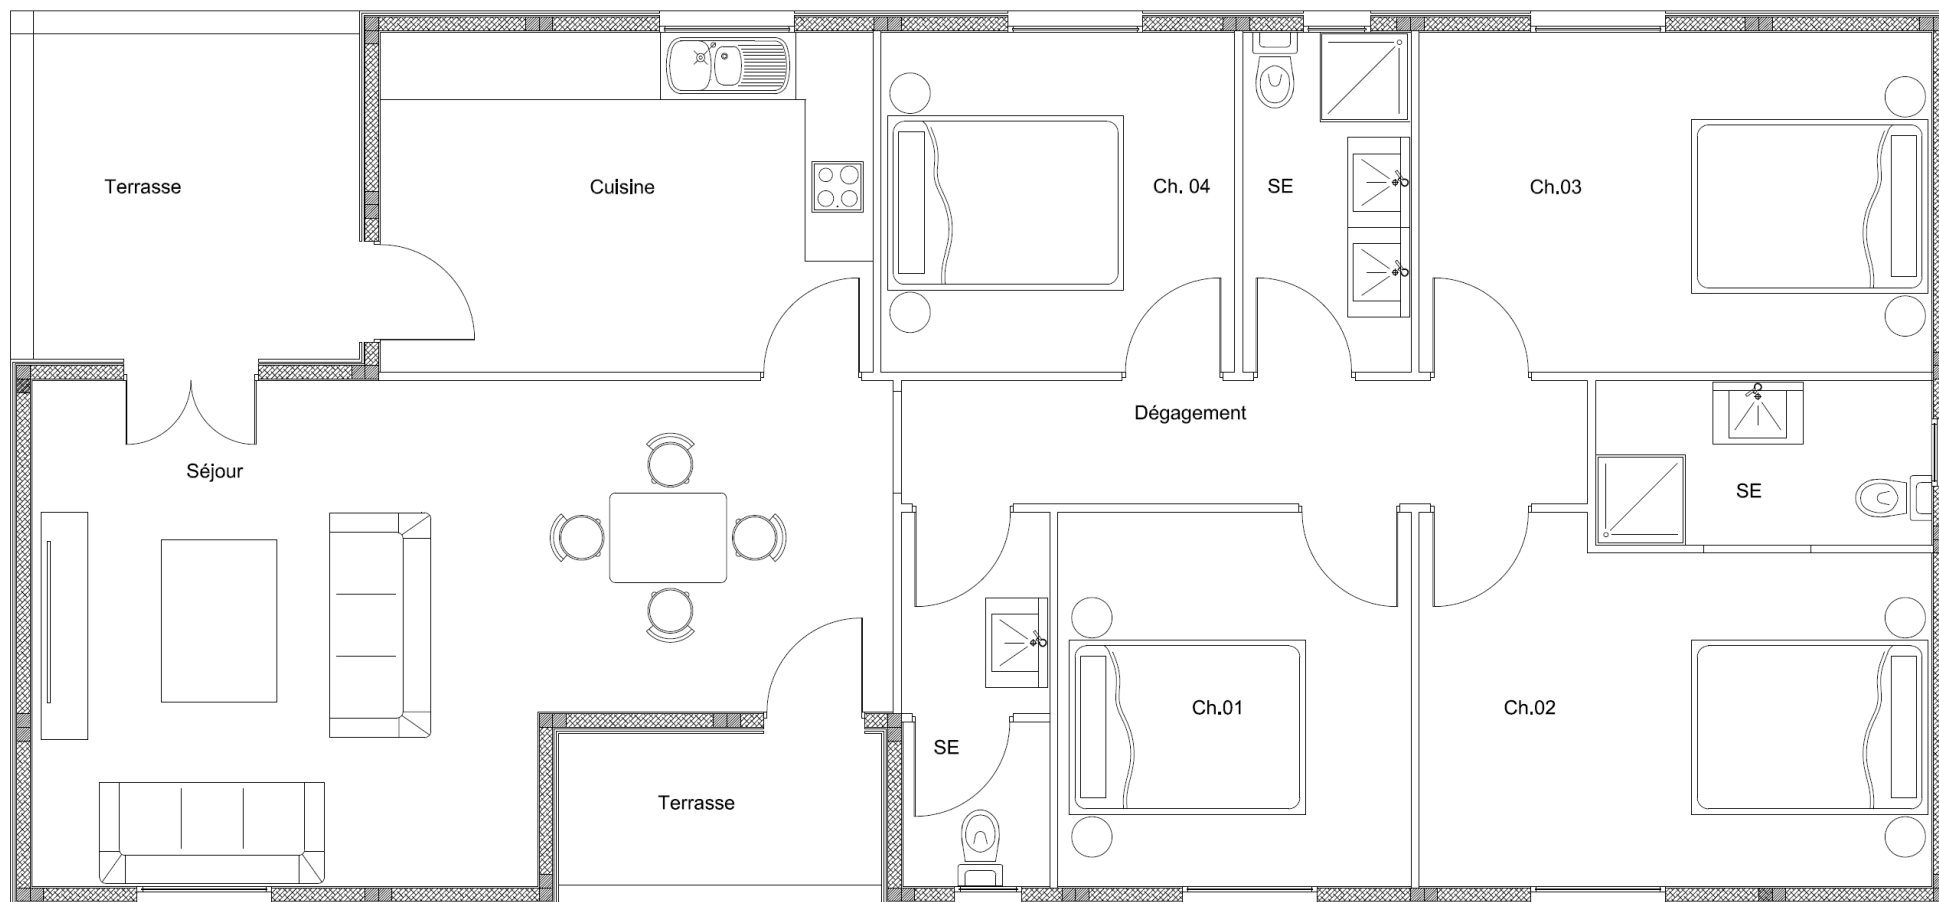 Terrasse
Cuisine
Ch. 04
SE
Ch.03
Dégagement
Séjour
SE
Ch.01
Ch.02
SE
Terrasse